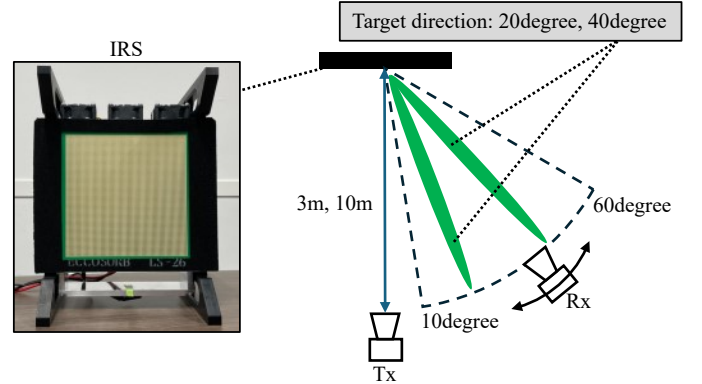 Target direction: 20degree, 40degree
IRS
ECCOSORB LS-26
3m, 10m
60degree
10degree
Rx
Tx